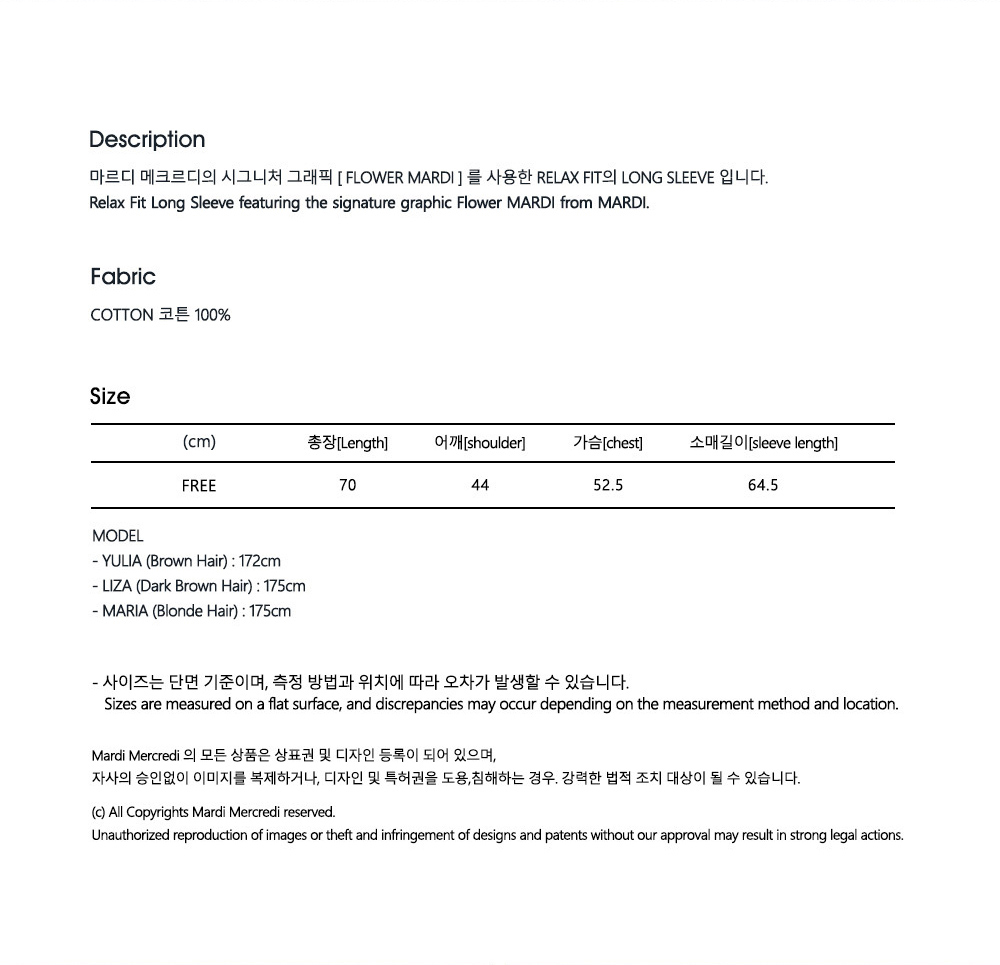 Description
마르디 메크르디의 시그니처 그래픽 [ FLOWER MARDI ] 를 사용한 RELAX FIT의 LONG SLEEVE 입니다.
Relax Fit Long Sleeve featuring the signature graphic Flower MARDI from MARDI.
Fabric
COTTON 코튼 100%
Size
(cm) 총장[Length] 어깨[shoulder] 가슴[chest] 소매길이[sleeve length]
FREE 70 44 52.5 64.5
MODEL
- YULIA (Brown Hair) : 172cm
- LIZA (Dark Brown Hair) : 175cm
- MARIA (Blonde Hair) : 175cm
- 사이즈는 단면 기준이며, 측정 방법과 위치에 따라 오차가 발생할 수 있습니다.
Sizes are measured on a flat surface, and discrepancies may occur depending on the measurement method and location.
Mardi Mercredi 의 모든 상품은 상표권 및 디자인 등록이 되어 있으며,
자사의 승인없이 이미지를 복제하거나, 디자인 및 특허권을 도용,침해하는 경우. 강력한 법적 조치 대상이 될 수 있습니다.
(c) All Copyrights Mardi Mercredi reserved.
Unauthorized reproduction of images or theft and infringement of designs and patents without our approval may result in strong legal actions.